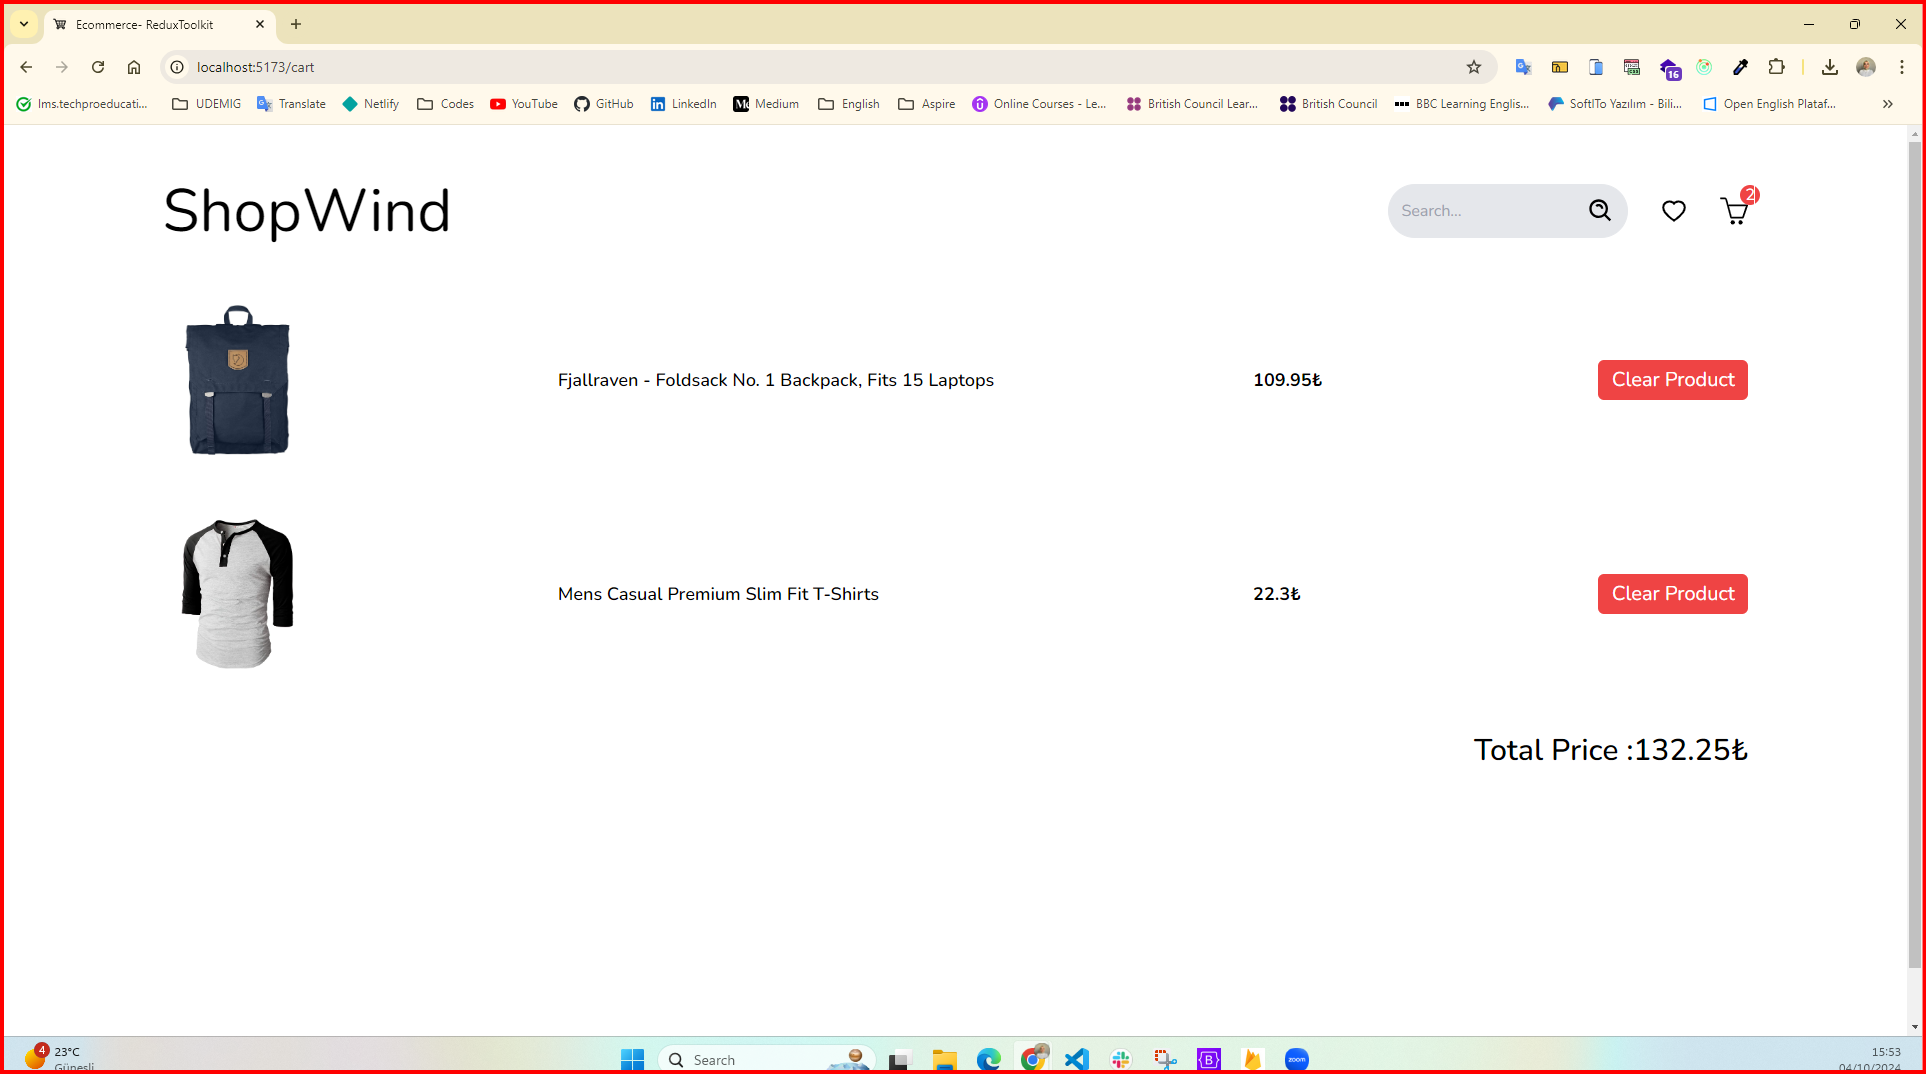 Ecommerce- ReduxToolkit
localhost:5173/cart
16
lms.techproeducati... UDEMIG Translate Netlify Codes YouTube GitHub LinkedIn Medium English Aspire Online Courses - Le... British Council Lear... British Council BBC Learning Englis... SoftITo Yazılım - Bili... Open English Plataf...
ShopWind
Search...
2
Fjallraven - Foldsack No. 1 Backpack, Fits 15 Laptops 109.95₺ Clear Product
Mens Casual Premium Slim Fit T-Shirts 22.3₺ Clear Product
Total Price :132.25₺
4
23°C
Güneşli
Search
zoom
15:53
04/10/2024